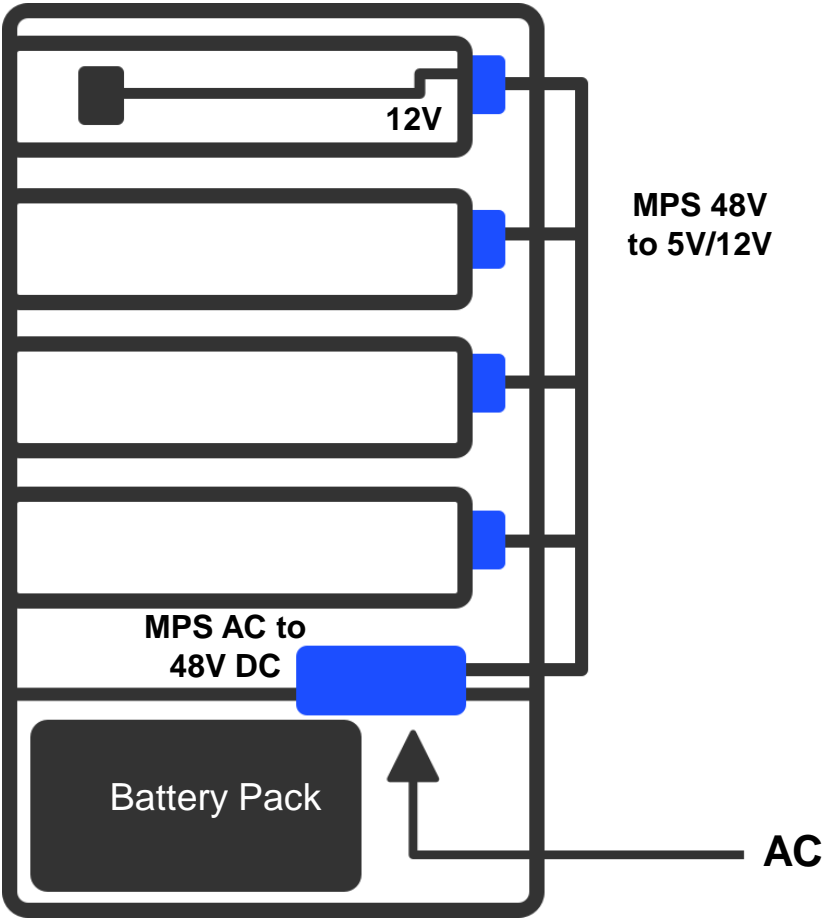 12V
MPS 48V
to 5V/12V
MPS AC to
48V DC
Battery Pack
AC